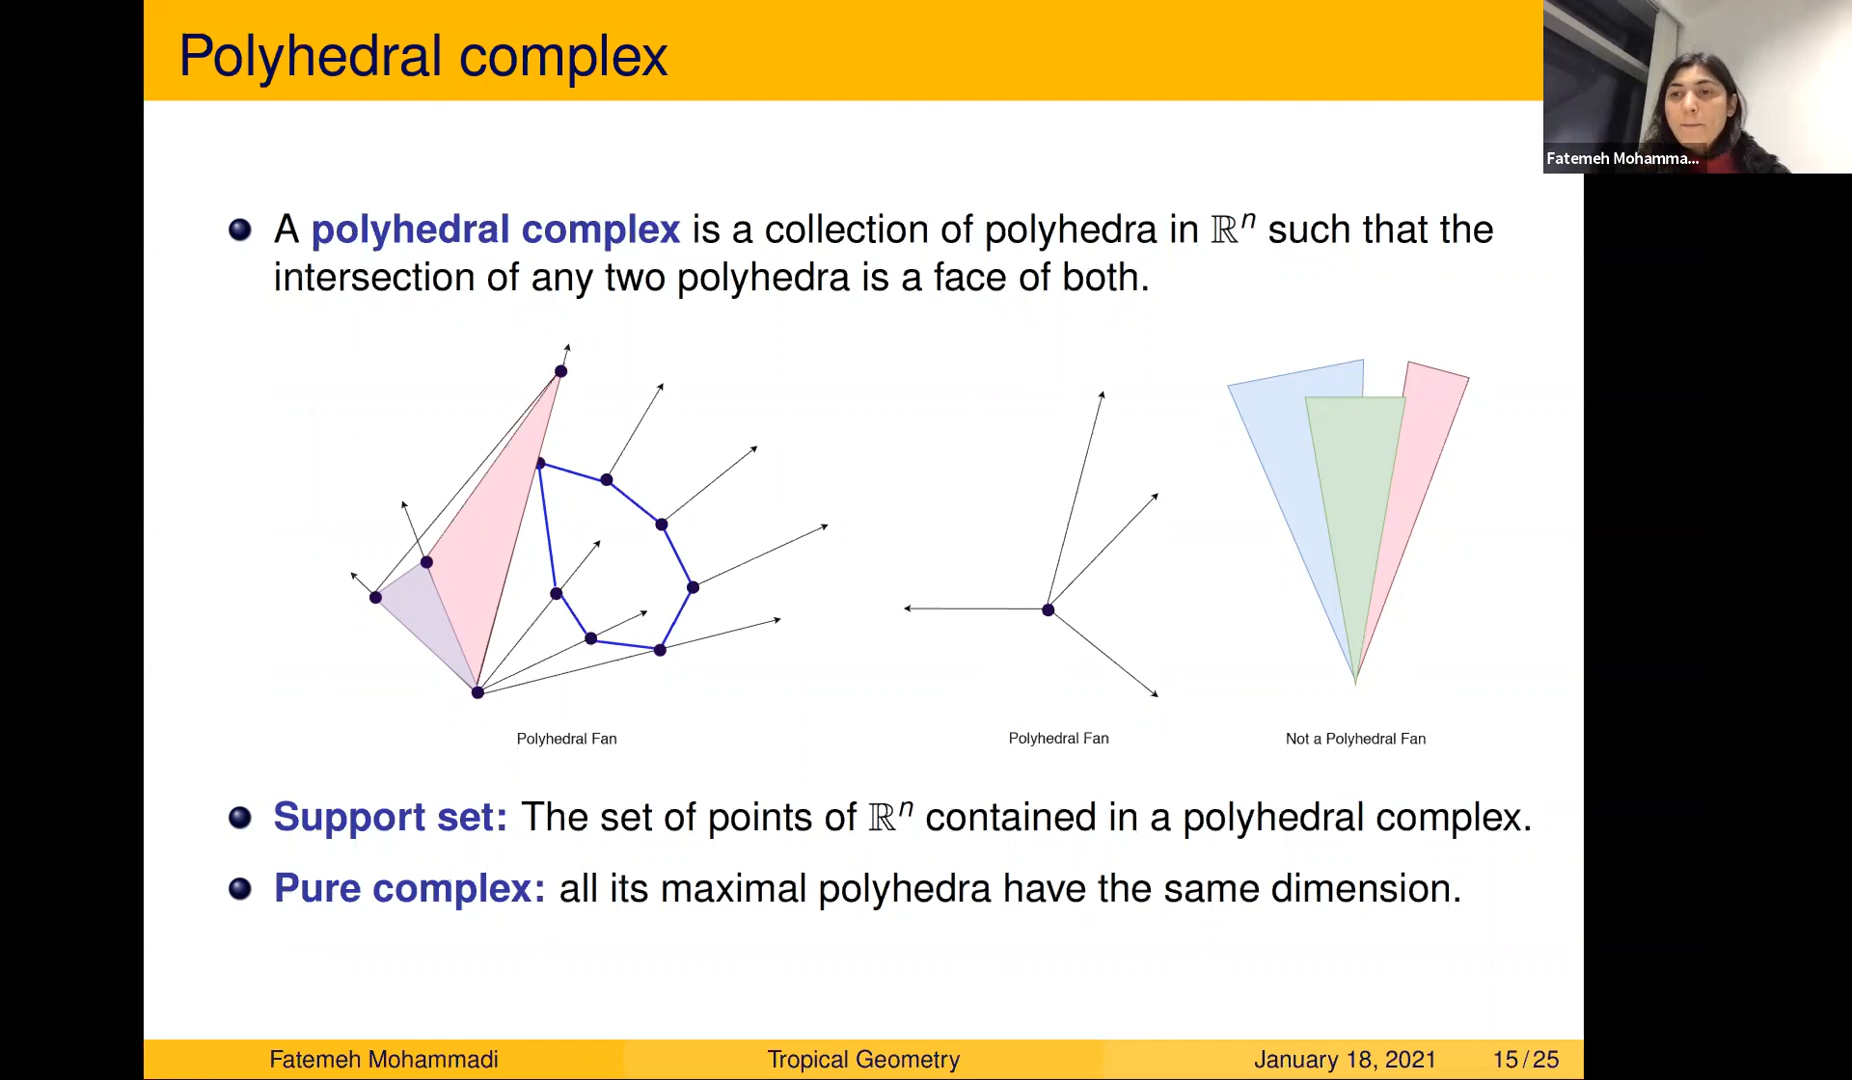 Polyhedral complex
Fatemeh Mohamma...
A polyhedral complex is a collection of polyhedra in ℝⁿ such that the
intersection of any two polyhedra is a face of both.
Polyhedral Fan
Polyhedral Fan
Not a Polyhedral Fan
Support set: The set of points of ℝⁿ contained in a polyhedral complex.
Pure complex: all its maximal polyhedra have the same dimension.
Fatemeh Mohammadi
Tropical Geometry
January 18, 2021
15/25